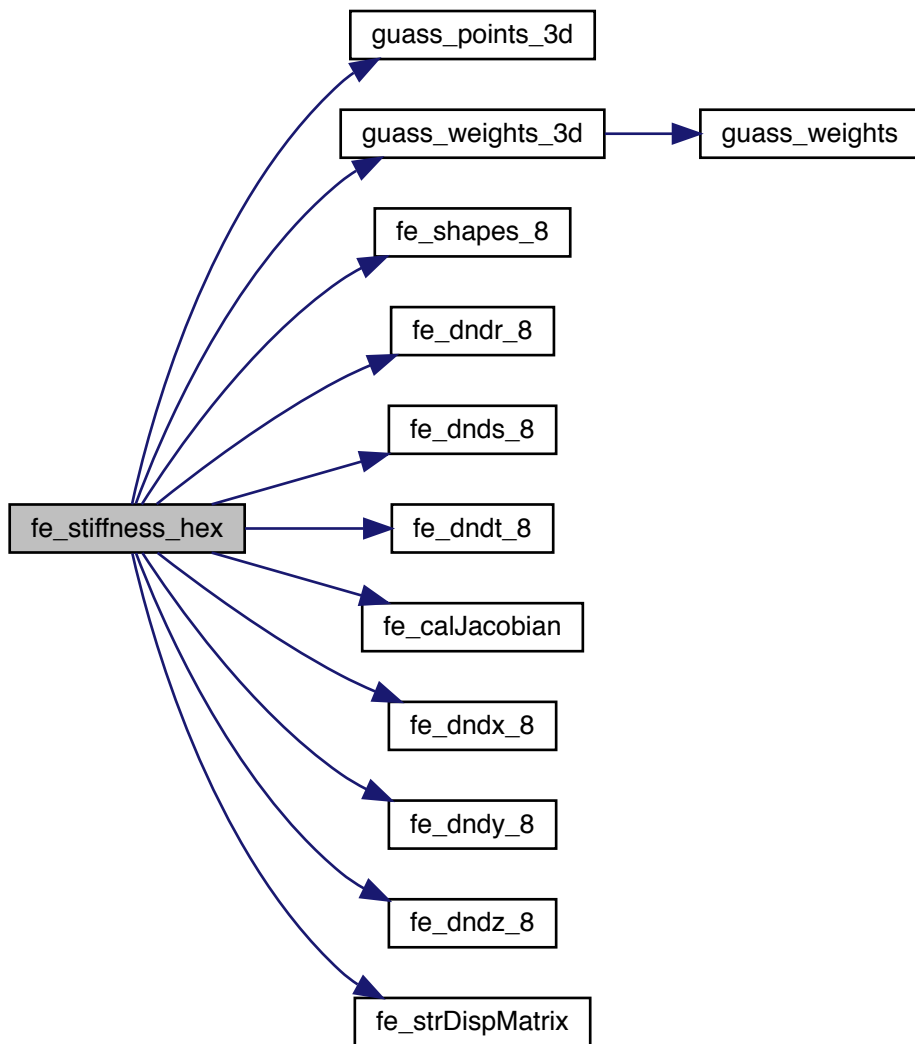 guass_points_3d
guass_weights_3d
guass_weights
fe_shapes_8
fe_dndr_8
fe_dnds_8
fe_stiffness_hex
fe_dndt_8
fe_calJacobian
fe_dndx_8
fe_dndy_8
fe_dndz_8
fe_strDispMatrix